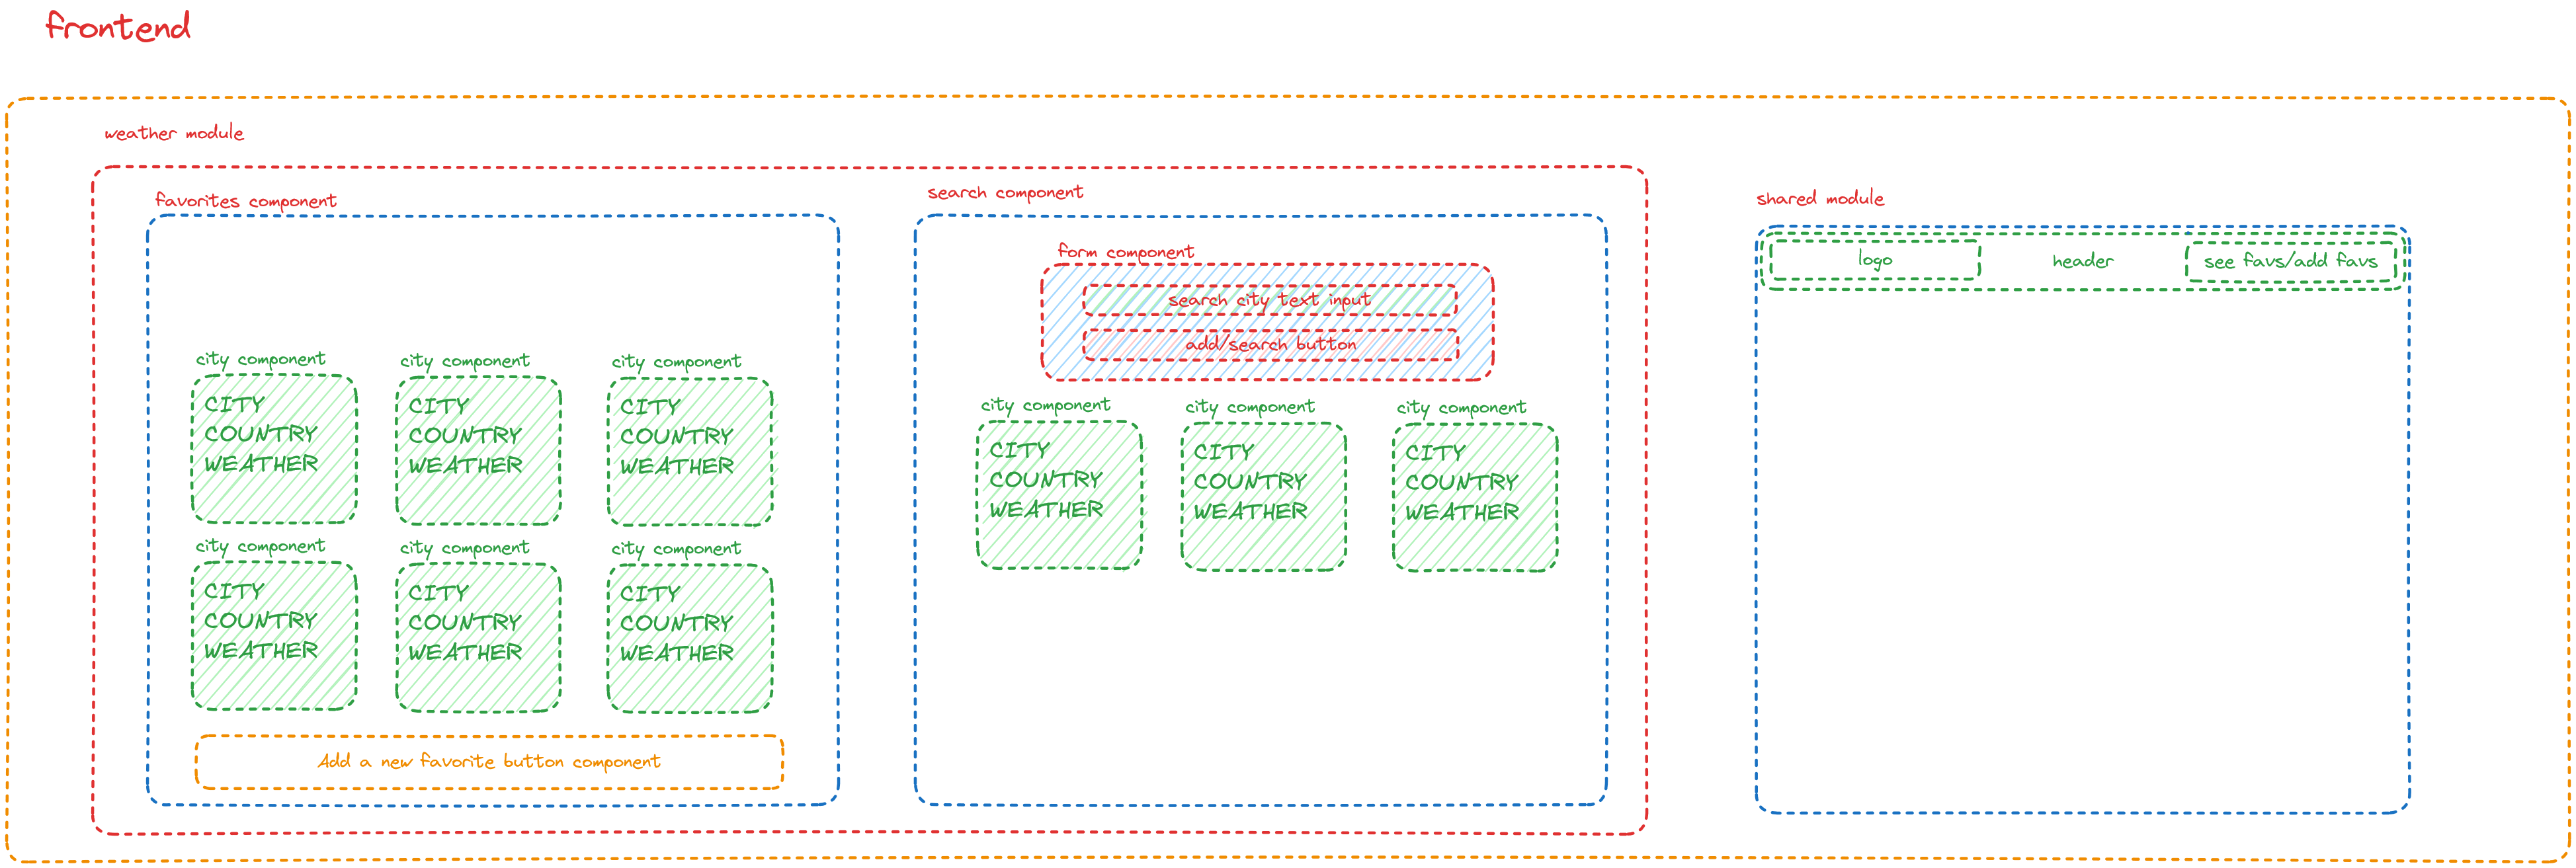 frontend
weather module
favorites component
city component
CITY
COUNTRY
WEATHER
city component
CITY
COUNTRY
WEATHER
city component
CITY
COUNTRY
WEATHER
city component
CITY
COUNTRY
WEATHER
city component
CITY
COUNTRY
WEATHER
city component
CITY
COUNTRY
WEATHER
Add a new favorite button component
search component
form component
search city text input
add/search button
city component
CITY
COUNTRY
WEATHER
city component
CITY
COUNTRY
WEATHER
city component
CITY
COUNTRY
WEATHER
shared module
logo
header
see favs/add favs